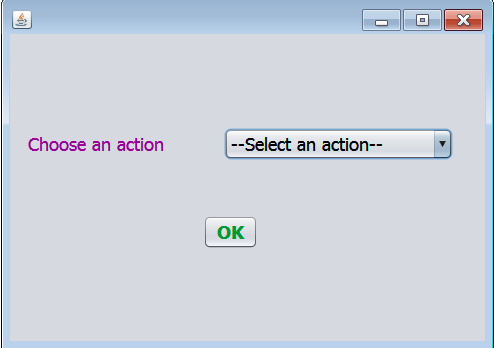 Choose an action
--Select an action--
OK